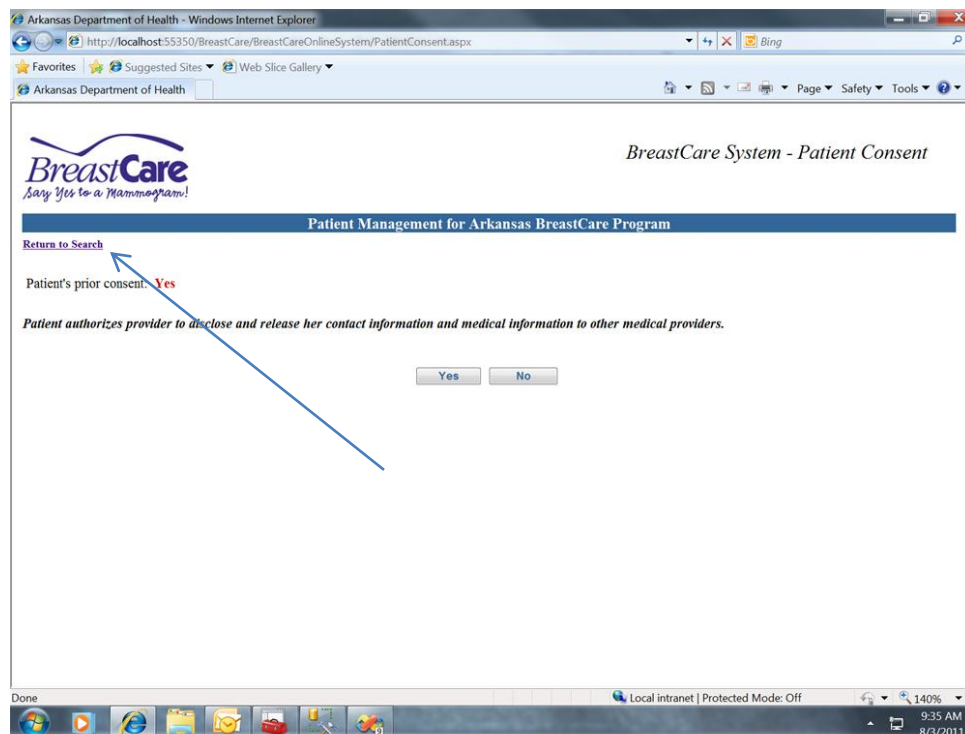 Arkansas Department of Health - Windows Internet Explorer
http://localhost:55350/BreastCare/BreastCareOnlineSystem/PatientConsent.aspx
Bing
Favorites Suggested Sites Web Slice Gallery
Arkansas Department of Health
Page Safety Tools
BreastCare
Say Yes to a Mammogram!
BreastCare System - Patient Consent
Patient Management for Arkansas BreastCare Program
Return to Search
Patient's prior consent: Yes
Patient authorizes provider to disclose and release her contact information and medical information to other medical providers.
Yes No
Done
Local intranet | Protected Mode: Off
140%
9:35 AM
8/3/2011